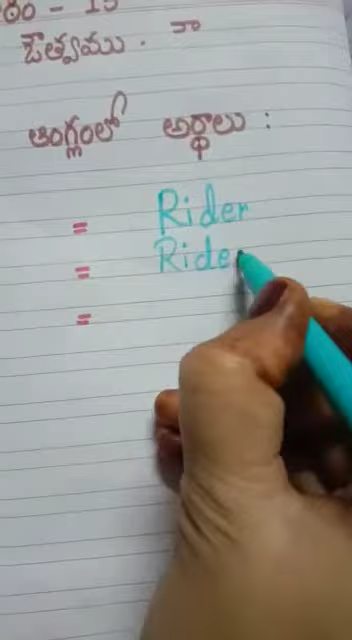 ఔత్వము . ౌ
ఆంగ్లంలో అర్థాలు :
= Rider
= Ride
=